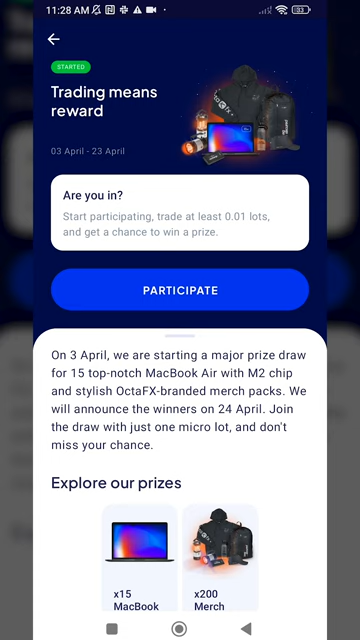 11:28 AM
33
STARTED
Trading means
reward
03 April - 23 April
Are you in?
Start participating, trade at least 0.01 lots,
and get a chance to win a prize.
PARTICIPATE
On 3 April, we are starting a major prize draw
for 15 top-notch MacBook Air with M2 chip
and stylish OctaFX-branded merch packs. We
will announce the winners on 24 April. Join
the draw with just one micro lot, and don't
miss your chance.
Explore our prizes
x15
MacBook
x200
Merch